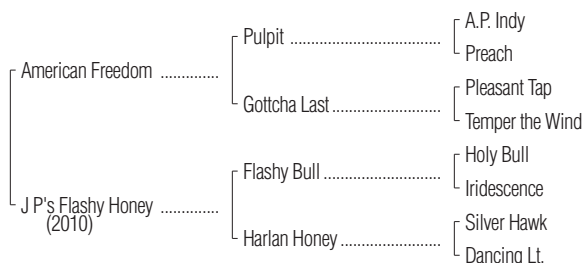 A.P. Indy
Pulpit
Preach
American Freedom
Pleasant Tap
Gottcha Last
Temper the Wind
Holy Bull
Flashy Bull
Iridescence
J P's Flashy Honey
(2010)
Silver Hawk
Harlan Honey
Dancing Lt.